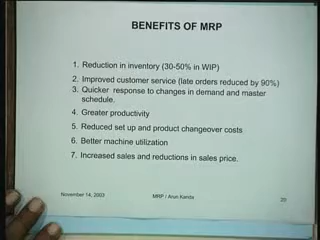 BENEFITS OF MRP
1. Reduction in inventory (30-50% in WIP)
2. Improved customer service (late orders reduced by 90%)
3. Quicker response to changes in demand and master
schedule.
4. Greater productivity
5. Reduced set up and product changeover costs
6. Better machine utilization
7. Increased sales and reductions in sales price.
November 14, 2003 MRP / Arun Kanda 20